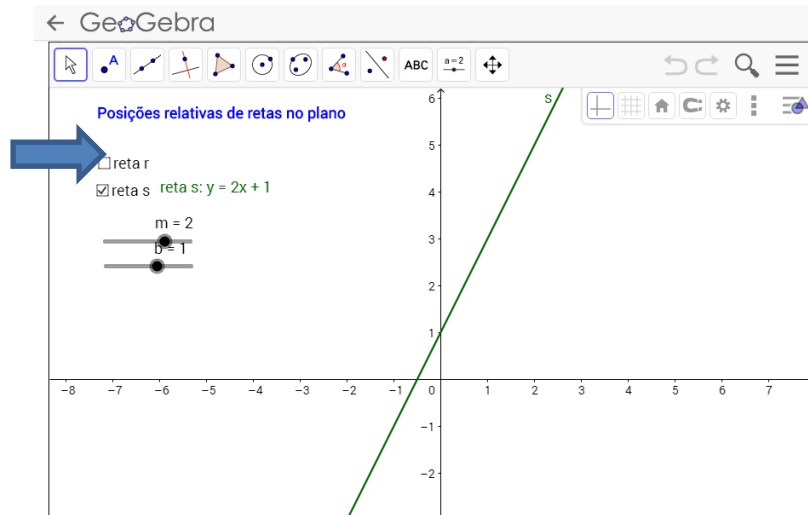 ← GeoGebra
A α ABC a=2
Posições relativas de retas no plano
reta r
reta s reta s: y = 2x + 1
m = 2
b = 1
s
6
5
4
3
2
1
−8 −7 −6 −5 −4 −3 −2 −1 0 1 2 3 4 5 6 7
−1
−2